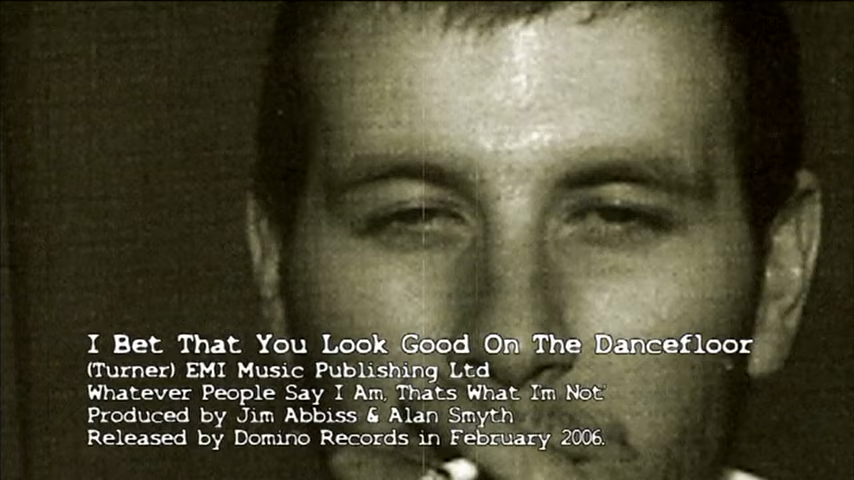 I Bet That You Look Good On The Dancefloor
(Turner) EMI Music Publishing Ltd
Whatever People Say I Am, Thats What I'm Not'
Produced by Jim Abbiss & Alan Smyth
Released by Domino Records in February 2006.